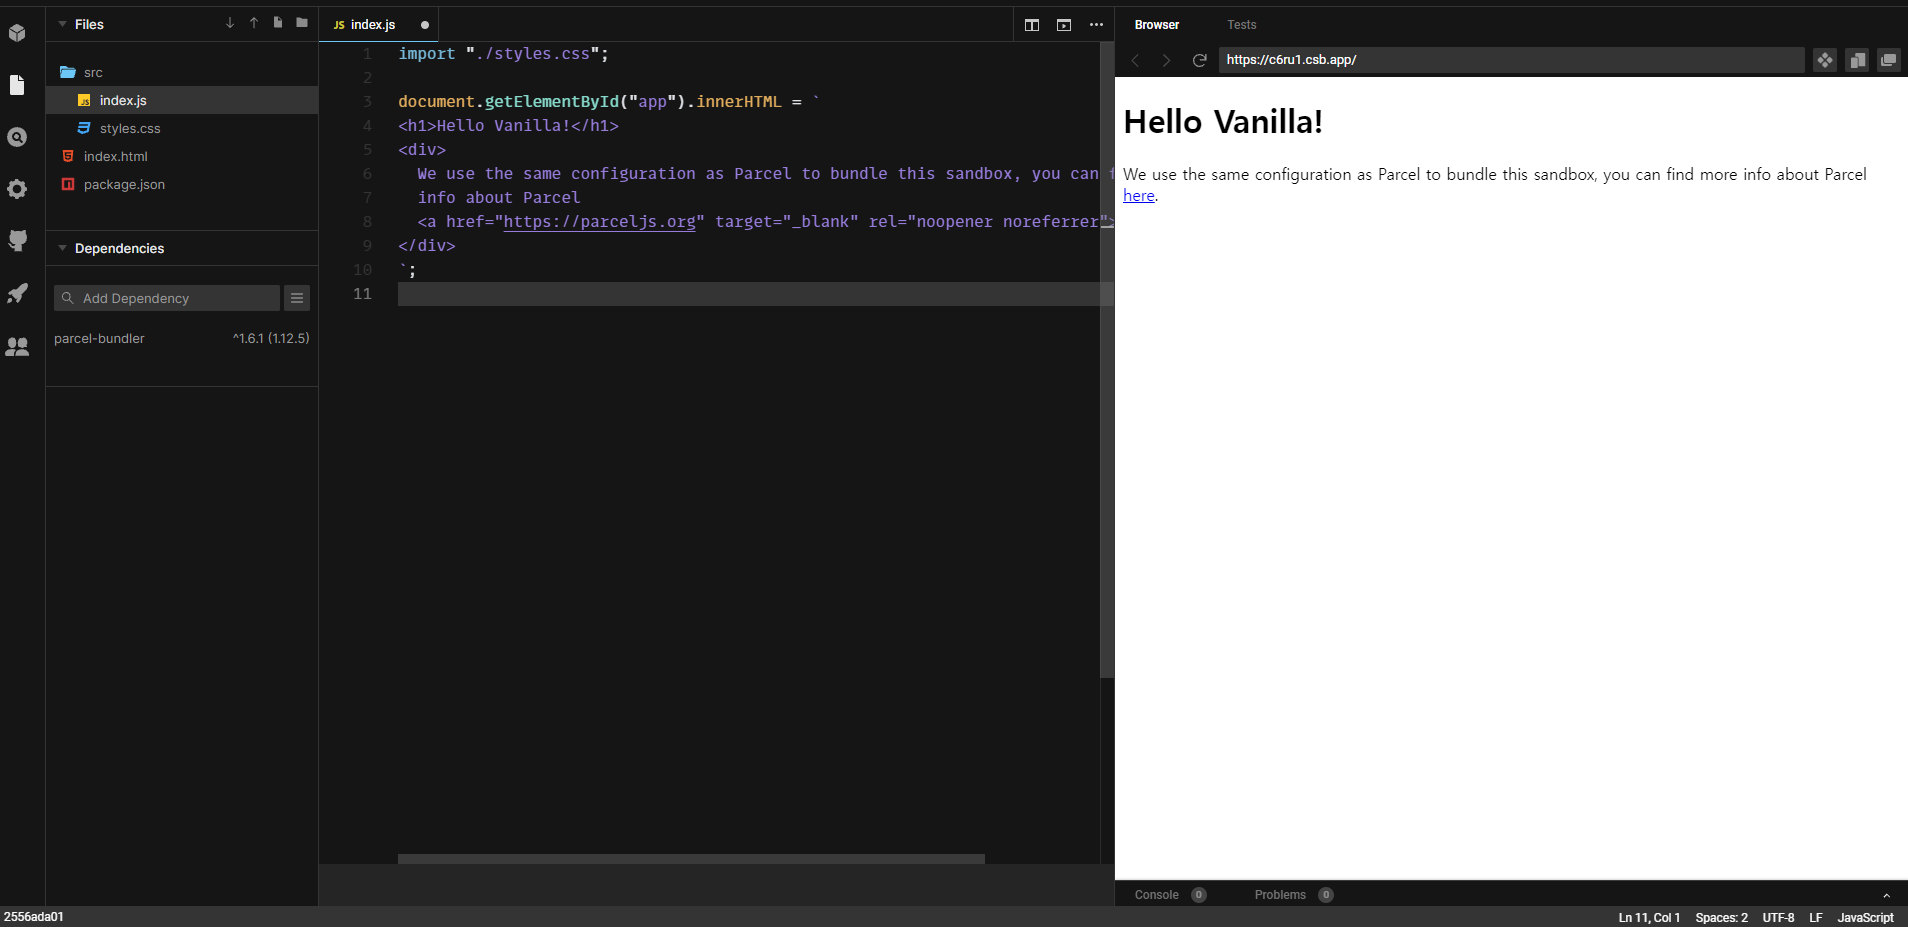 Files
src
index.js
styles.css
index.html
package.json
Dependencies
Add Dependency
parcel-bundler ^1.6.1 (1.12.5)
JS index.js
1 import "./styles.css";
2
3 document.getElementById("app").innerHTML = `
4 <h1>Hello Vanilla!</h1>
5 <div>
6 We use the same configuration as Parcel to bundle this sandbox, you can f
7 info about Parcel
8 <a href="https://parceljs.org" target="_blank" rel="noopener noreferrer">
9 </div>
10 `;
11
Browser Tests
https://c6ru1.csb.app/
Hello Vanilla!
We use the same configuration as Parcel to bundle this sandbox, you can find more info about Parcel
here.
Console 0 Problems 0
2556ada01 Ln 11, Col 1 Spaces: 2 UTF-8 LF JavaScript